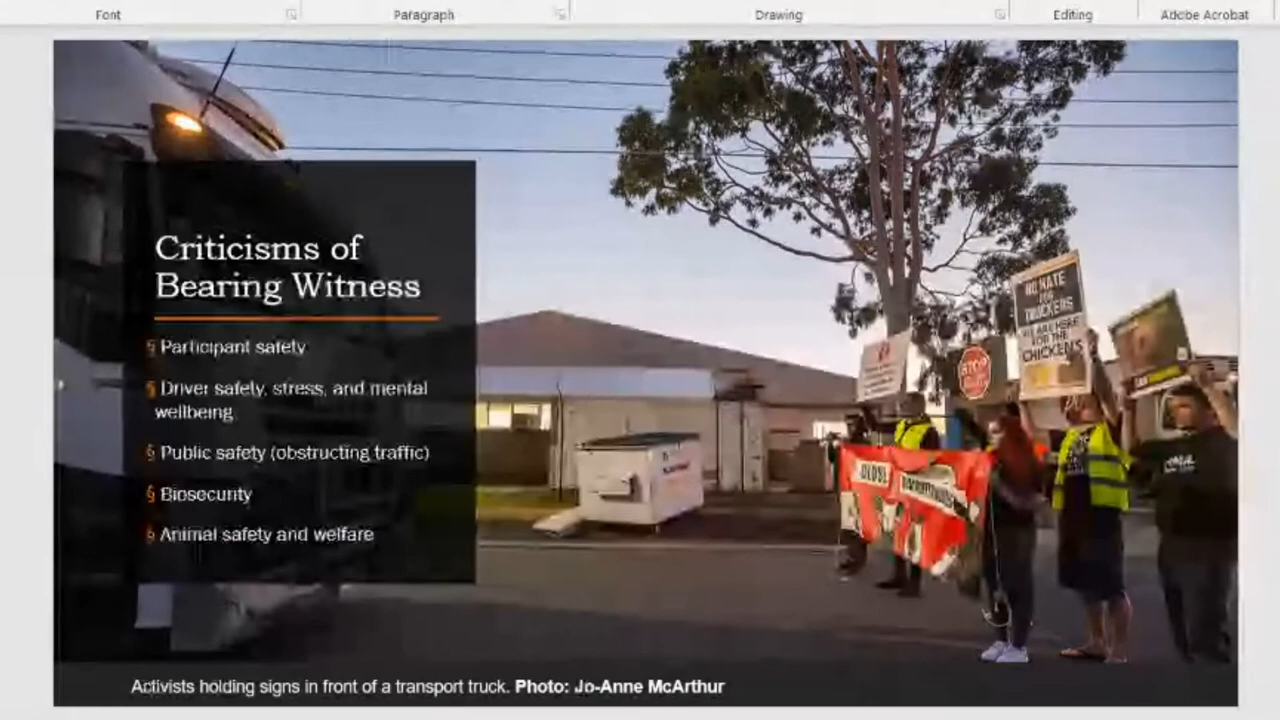 Font Paragraph Drawing Editing Adobe Acrobat
Criticisms of
Bearing Witness
§ Participant safety
§ Driver safety, stress, and mental
wellbeing
§ Public safety (obstructing traffic)
§ Biosecurity
§ Animal safety and welfare
NO HATE
FOR
TRUCKERS
WE ARE HERE
FOR THE
CHICKENS
STOP
Activists holding signs in front of a transport truck. Photo: Jo-Anne McArthur